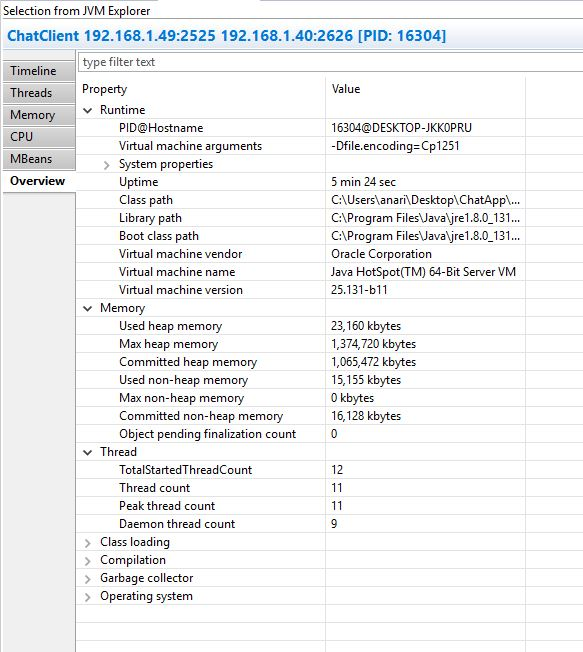 Selection from JVM Explorer
ChatClient 192.168.1.49:2525 192.168.1.40:2626 [PID: 16304]
Timeline
Threads
Memory
CPU
MBeans
Overview
type filter text
Property Value
Runtime
PID@Hostname 16304@DESKTOP-JKK0PRU
Virtual machine arguments -Dfile.encoding=Cp1251
System properties
Uptime 5 min 24 sec
Class path C:\Users\anari\Desktop\ChatApp\...
Library path C:\Program Files\Java\jre1.8.0_131...
Boot class path C:\Program Files\Java\jre1.8.0_131...
Virtual machine vendor Oracle Corporation
Virtual machine name Java HotSpot(TM) 64-Bit Server VM
Virtual machine version 25.131-b11
Memory
Used heap memory 23,160 kbytes
Max heap memory 1,374,720 kbytes
Committed heap memory 1,065,472 kbytes
Used non-heap memory 15,155 kbytes
Max non-heap memory 0 kbytes
Committed non-heap memory 16,128 kbytes
Object pending finalization count 0
Thread
TotalStartedThreadCount 12
Thread count 11
Peak thread count 11
Daemon thread count 9
Class loading
Compilation
Garbage collector
Operating system